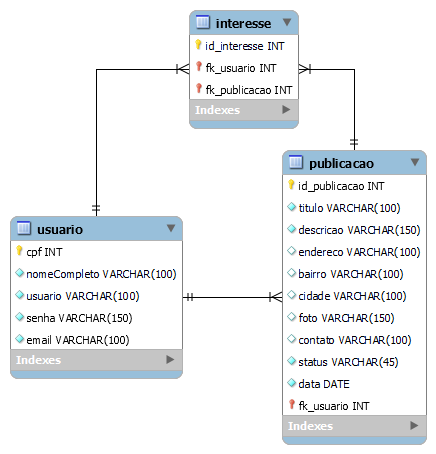 interesse
id_interesse INT
fk_usuario INT
fk_publicacao INT
Indexes
publicacao
id_publicacao INT
titulo VARCHAR(100)
descricao VARCHAR(150)
endereco VARCHAR(100)
bairro VARCHAR(100)
cidade VARCHAR(100)
foto VARCHAR(150)
contato VARCHAR(100)
status VARCHAR(45)
data DATE
fk_usuario INT
Indexes
usuario
cpf INT
nomeCompleto VARCHAR(100)
usuario VARCHAR(100)
senha VARCHAR(150)
email VARCHAR(100)
Indexes